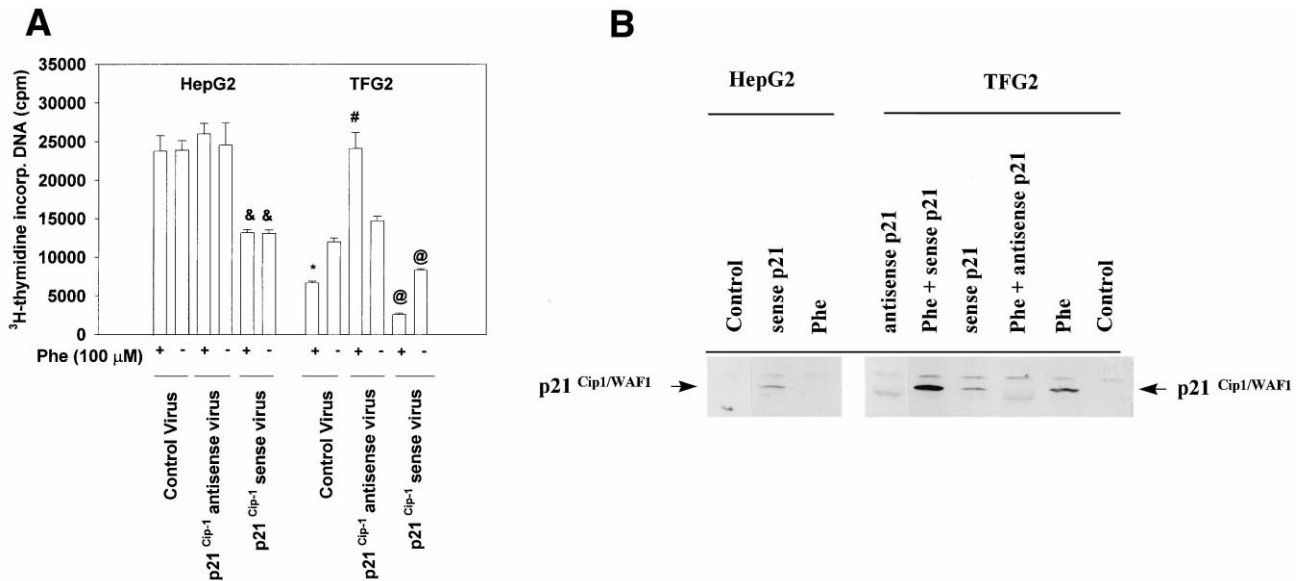 A
35000
30000
25000
20000
15000
10000
5000
0
³H-thymidine incorp. DNA (cpm)
HepG2
TFG2
#
& &
*
@
@
Phe (100 μM)
+ - + - + - + - + - + -
Control Virus
p21 Cip-1 antisense virus
p21 Cip-1 sense virus
Control Virus
p21 Cip-1 antisense virus
p21 Cip-1 sense virus
B
HepG2
TFG2
Control
sense p21
Phe
antisense p21
Phe + sense p21
sense p21
Phe + antisense p21
Phe
Control
p21 Cip1/WAF1
p21 Cip1/WAF1